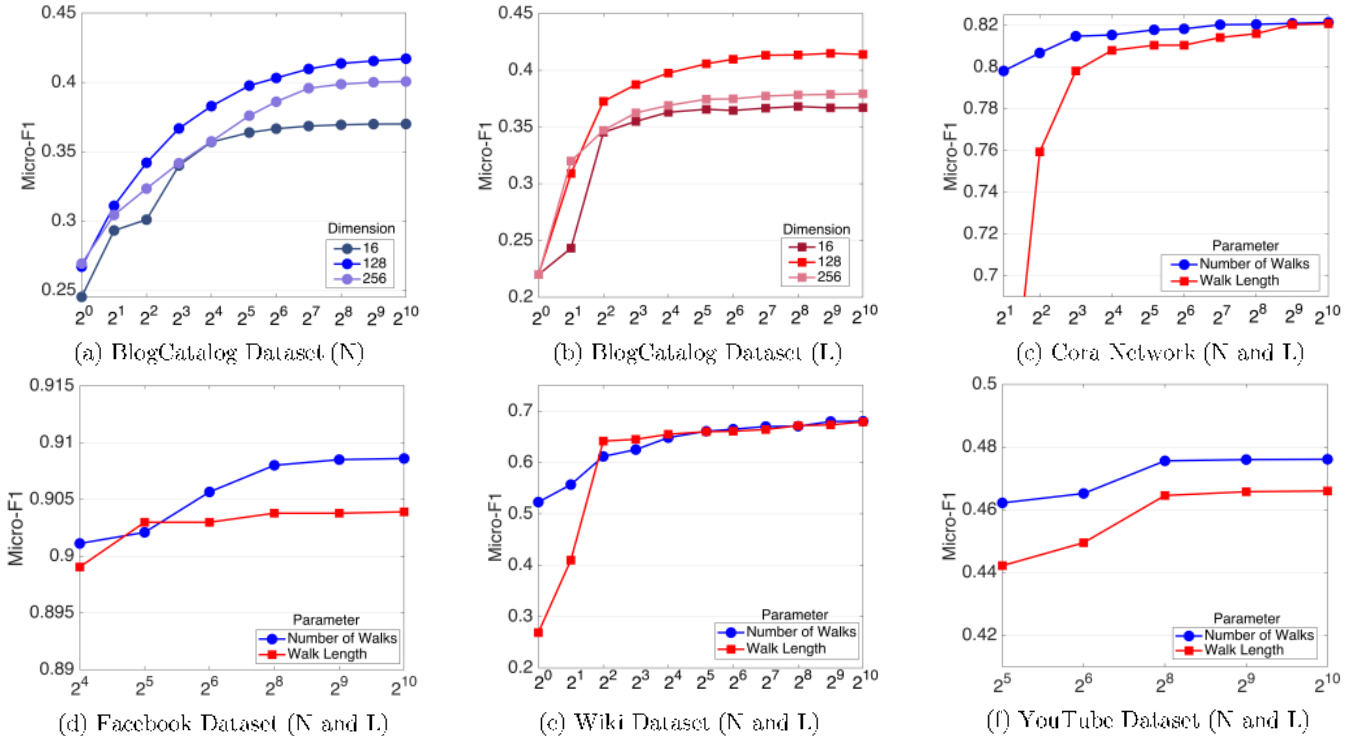 0.45
0.4
0.35
0.3
0.25
Micro-F1
Dimension
16
128
256
2^0 2^1 2^2 2^3 2^4 2^5 2^6 2^7 2^8 2^9 2^10
(a) BlogCatalog Dataset (N)
0.45
0.4
0.35
0.3
0.25
0.2
Micro-F1
Dimension
16
128
256
2^0 2^1 2^2 2^3 2^4 2^5 2^6 2^7 2^8 2^9 2^10
(b) BlogCatalog Dataset (L)
0.82
0.8
0.78
0.76
0.74
0.72
0.7
Micro-F1
Parameter
Number of Walks
Walk Length
2^1 2^2 2^3 2^4 2^5 2^6 2^7 2^8 2^9 2^10
(c) Cora Network (N and L)
0.915
0.91
0.905
0.9
0.895
0.89
Micro-F1
Parameter
Number of Walks
Walk Length
2^4 2^5 2^6 2^8 2^9 2^10
(d) Facebook Dataset (N and L)
0.7
0.6
0.5
0.4
0.3
0.2
Micro-F1
Parameter
Number of Walks
Walk Length
2^0 2^1 2^2 2^3 2^4 2^5 2^6 2^7 2^8 2^9 2^10
(e) Wiki Dataset (N and L)
0.5
0.48
0.46
0.44
0.42
Micro-F1
Parameter
Number of Walks
Walk Length
2^5 2^6 2^8 2^9 2^10
(f) YouTube Dataset (N and L)